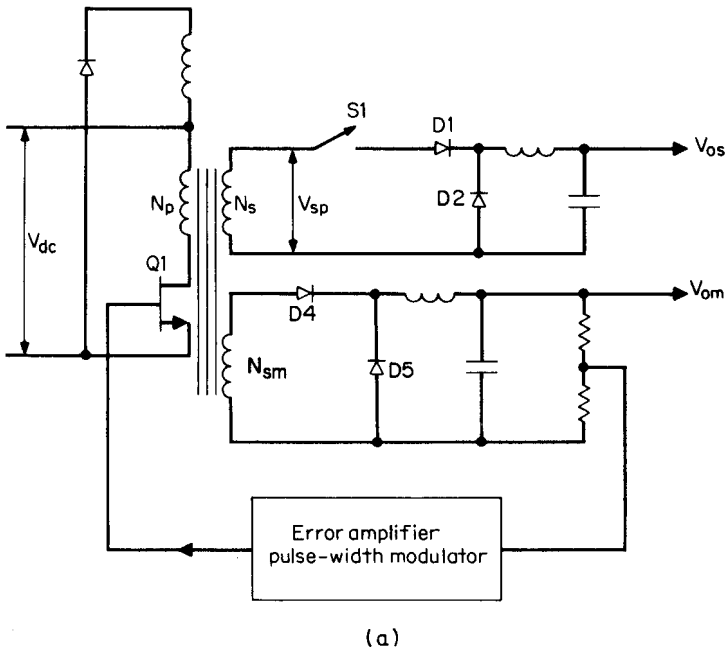 S1
D1
Vos
Np
Ns
Vsp
D2
Vdc
Q1
Vom
D4
Nsm
D5
Error amplifier
pulse-width modulator
(a)